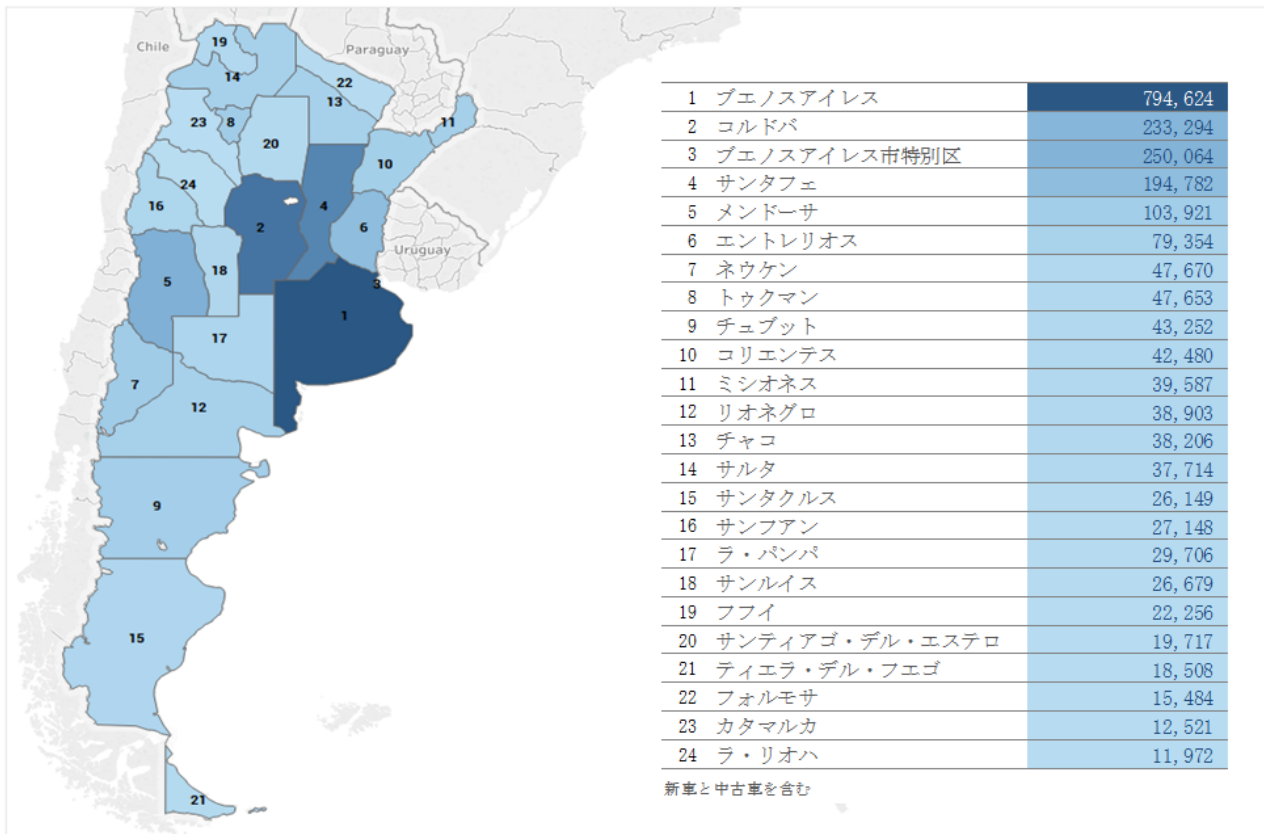 Chile
Paraguay
Uruguay
19
14
22
13
23
8
20
11
10
24
16
2
4
6
5
18
3
1
17
7
12
9
15
21
1 ブエノスアイレス 794,624
2 コルドバ 233,294
3 ブエノスアイレス市特別区 250,064
4 サンタフェ 194,782
5 メンドーサ 103,921
6 エントレリオス 79,354
7 ネウケン 47,670
8 トゥクマン 47,653
9 チュブット 43,252
10 コリエンテス 42,480
11 ミシオネス 39,587
12 リオネグロ 38,903
13 チャコ 38,206
14 サルタ 37,714
15 サンタクルス 26,149
16 サンフアン 27,148
17 ラ・パンパ 29,706
18 サンルイス 26,679
19 フフイ 22,256
20 サンティアゴ・デル・エステロ 19,717
21 ティエラ・デル・フエゴ 18,508
22 フォルモサ 15,484
23 カタマルカ 12,521
24 ラ・リオハ 11,972
新車と中古車を含む